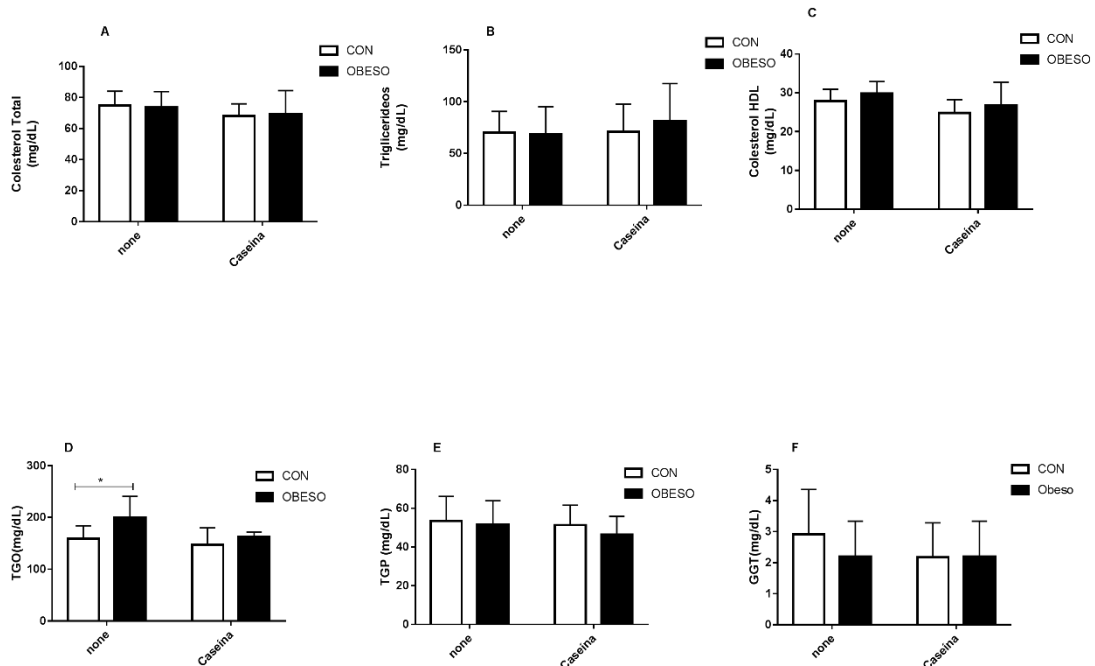 A
CON
OBESO
Colesterol Total
(mg/dL)
100
80
60
40
20
0
none
Caseina
B
CON
OBESO
Triglicerídeos
(mg/dL)
150
100
50
0
none
Caseina
C
CON
OBESO
Colesterol HDL
(mg/dL)
40
30
20
10
0
none
Caseina
D
CON
OBESO
TGO(mg/dL)
300
200
100
0
*
none
Caseina
E
CON
OBESO
TGP (mg/dL)
80
60
40
20
0
none
Caseina
F
CON
Obeso
GGT(mg/dL)
5
4
3
2
1
0
none
Caseina